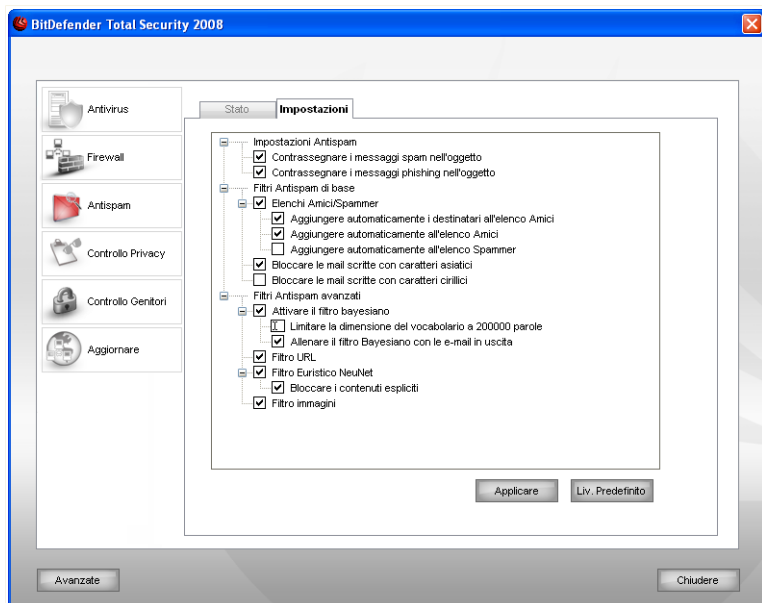 BitDefender Total Security 2008
Antivirus
Firewall
Antispam
Controllo Privacy
Controllo Genitori
Aggiornare
Stato
Impostazioni
Impostazioni Antispam
Contrassegnare i messaggi spam nell'oggetto
Contrassegnare i messaggi phishing nell'oggetto
Filtri Antispam di base
Elenchi Amici/Spammer
Aggiungere automaticamente i destinatari all'elenco Amici
Aggiungere automaticamente all'elenco Amici
Aggiungere automaticamente all'elenco Spammer
Bloccare le mail scritte con caratteri asiatici
Bloccare le mail scritte con caratteri cirillici
Filtri Antispam avanzati
Attivare il filtro bayesiano
Limitare la dimensione del vocabolario a 200000 parole
Allenare il filtro Bayesiano con le e-mail in uscita
Filtro URL
Filtro Euristico NeuNet
Bloccare i contenuti espliciti
Filtro immagini
Applicare
Liv. Predefinito
Avanzate
Chiudere